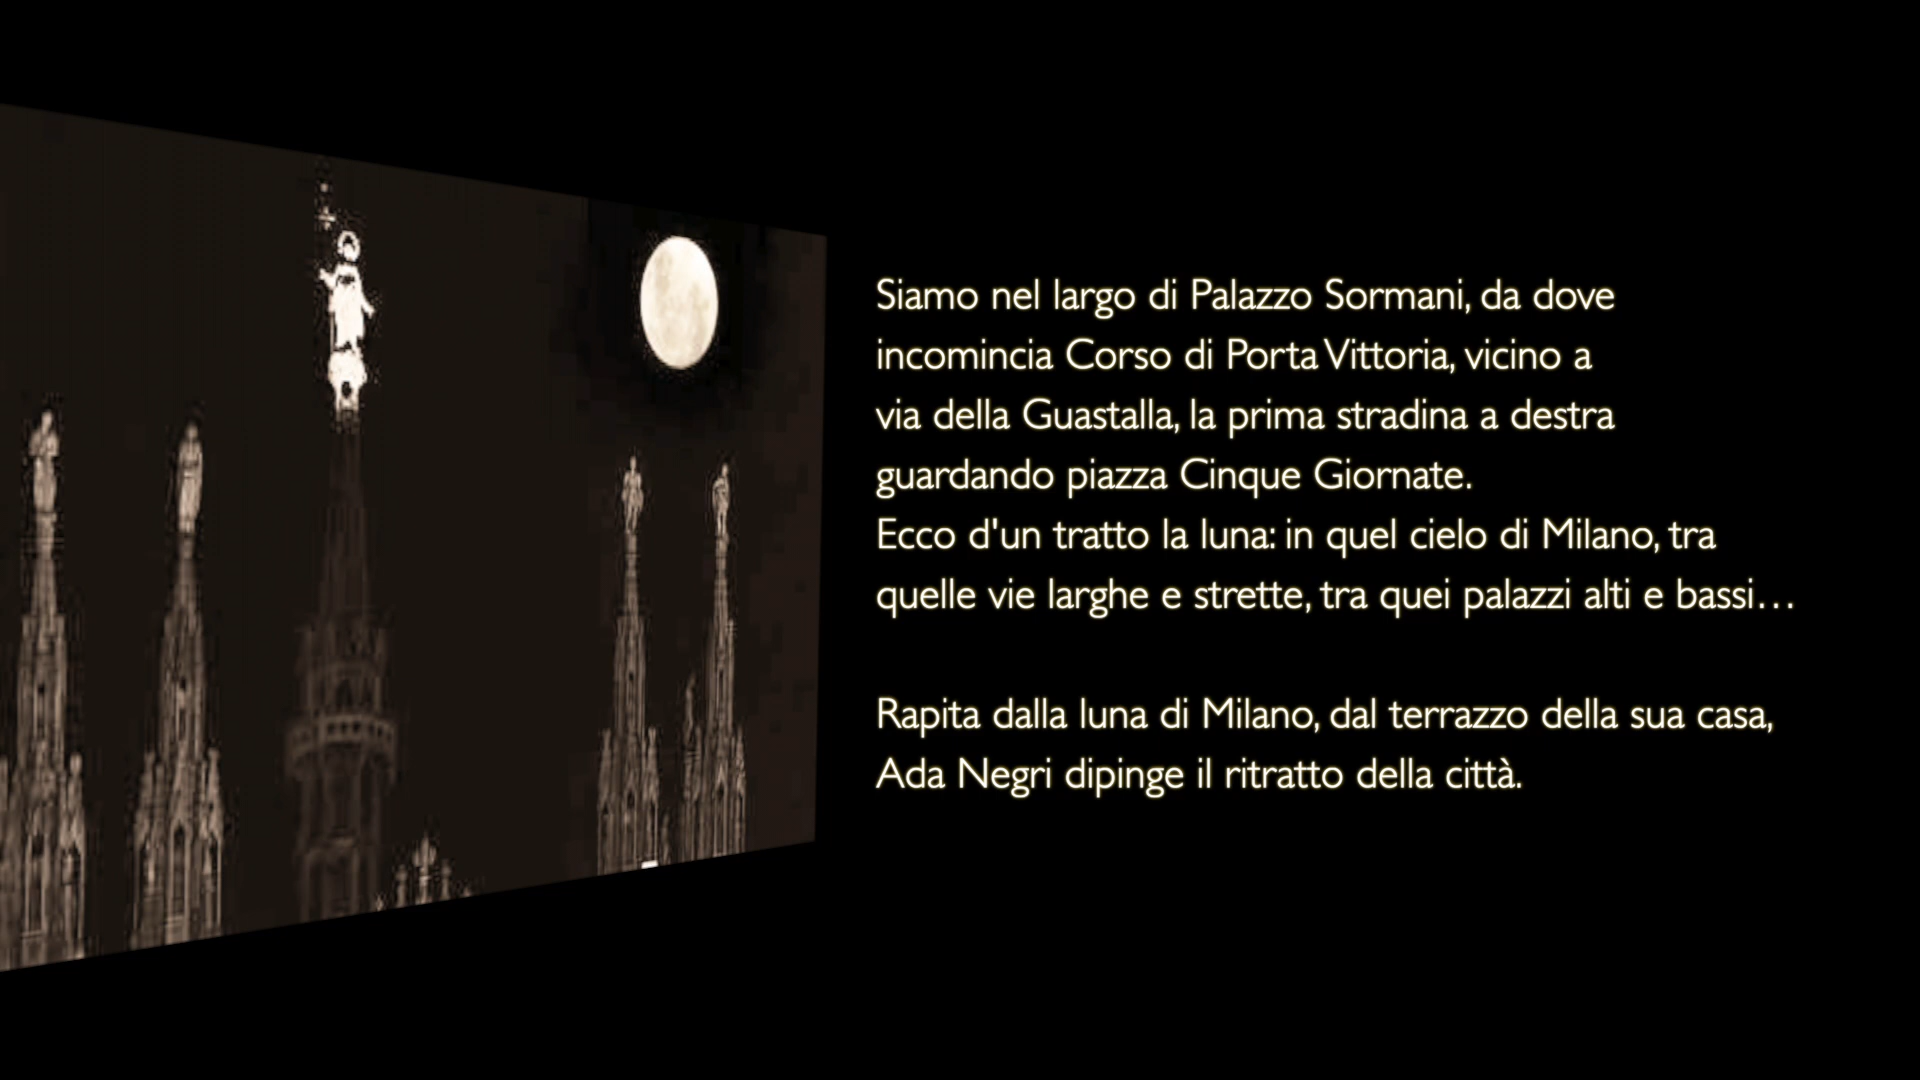 Siamo nel largo di Palazzo Sormani, da dove
incomincia Corso di Porta Vittoria, vicino a
via della Guastalla, la prima stradina a destra
guardando piazza Cinque Giornate.
Ecco d'un tratto la luna: in quel cielo di Milano, tra
quelle vie larghe e strette, tra quei palazzi alti e bassi…
Rapita dalla luna di Milano, dal terrazzo della sua casa,
Ada Negri dipinge il ritratto della città.